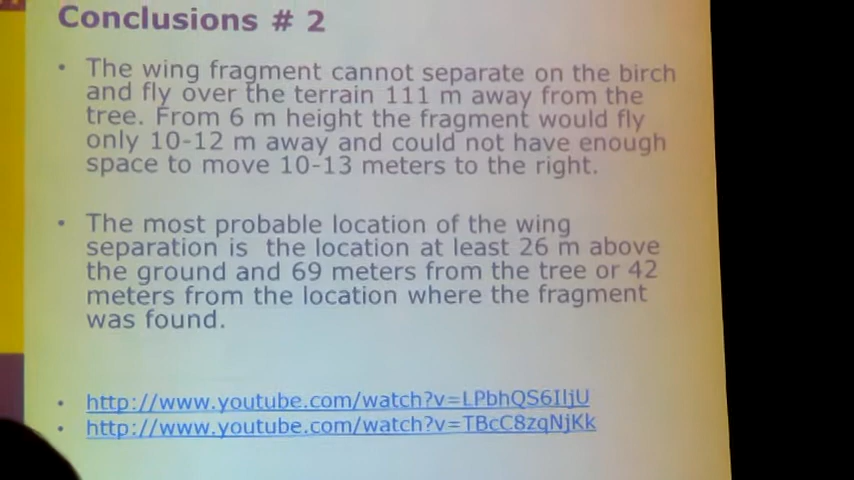 Conclusions # 2
• The wing fragment cannot separate on the birch
and fly over the terrain 111 m away from the
tree. From 6 m height the fragment would fly
only 10-12 m away and could not have enough
space to move 10-13 meters to the right.
• The most probable location of the wing
separation is the location at least 26 m above
the ground and 69 meters from the tree or 42
meters from the location where the fragment
was found.
• http://www.youtube.com/watch?v=LPbhQS6IljU
• http://www.youtube.com/watch?v=TBcC8zqNjKk